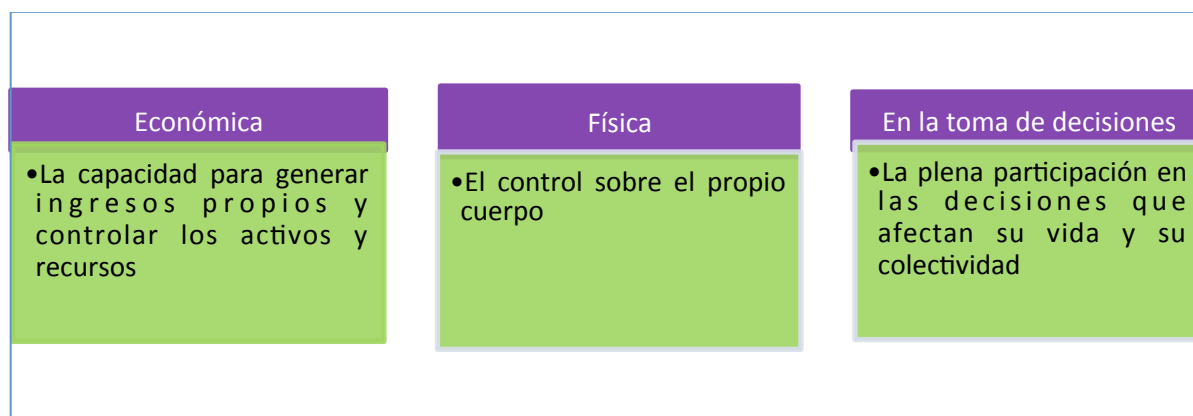 Económica
•La capacidad para generar
ingresos propios y
controlar los activos y
recursos
Física
•El control sobre el propio
cuerpo
En la toma de decisiones
•La plena participación en
las decisiones que
afectan su vida y su
colectividad